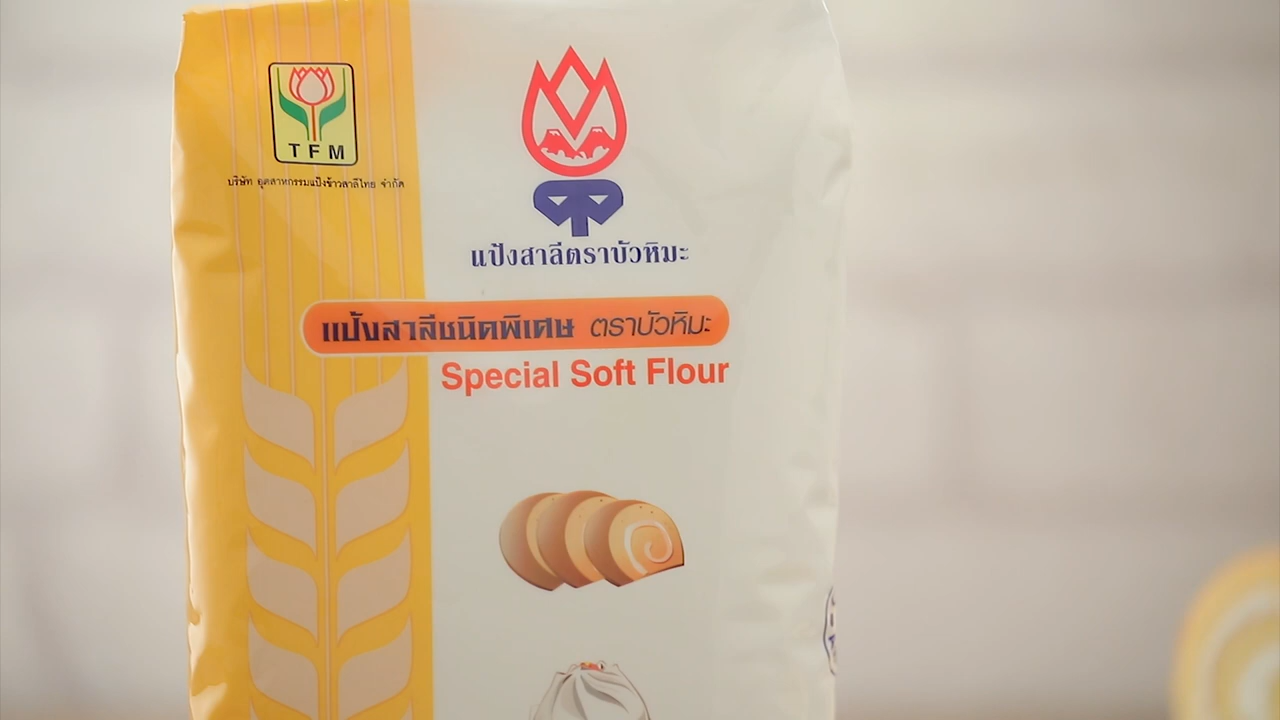 TFM
บริษัท อุตสาหกรรมแป้งข้าวสาลีไทย จำกัด
แป้งสาลีตราบัวหิมะ
แป้งสาลีชนิดพิเศษ ตราบัวหิมะ
Special Soft Flour